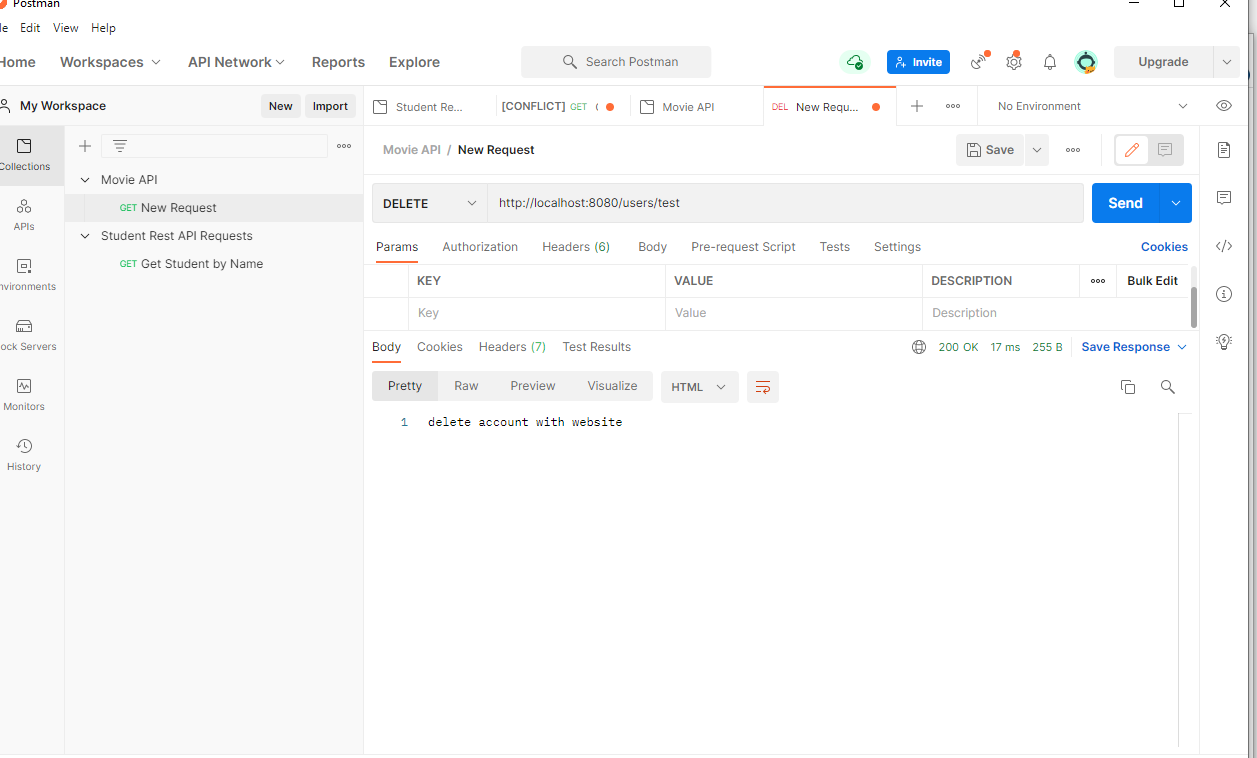 Postman
le Edit View Help
Home Workspaces API Network Reports Explore Search Postman Invite Upgrade
My Workspace New Import
Student Re... [CONFLICT] GET Movie API DEL New Requ... No Environment
Movie API / New Request Save
Collections
APIs
nvironments
ock Servers
Monitors
History
Movie API
GET New Request
Student Rest API Requests
GET Get Student by Name
DELETE http://localhost:8080/users/test Send
Params Authorization Headers (6) Body Pre-request Script Tests Settings Cookies
KEY VALUE DESCRIPTION Bulk Edit
Key Value Description
Body Cookies Headers (7) Test Results 200 OK 17 ms 255 B Save Response
Pretty Raw Preview Visualize HTML
1 delete account with website